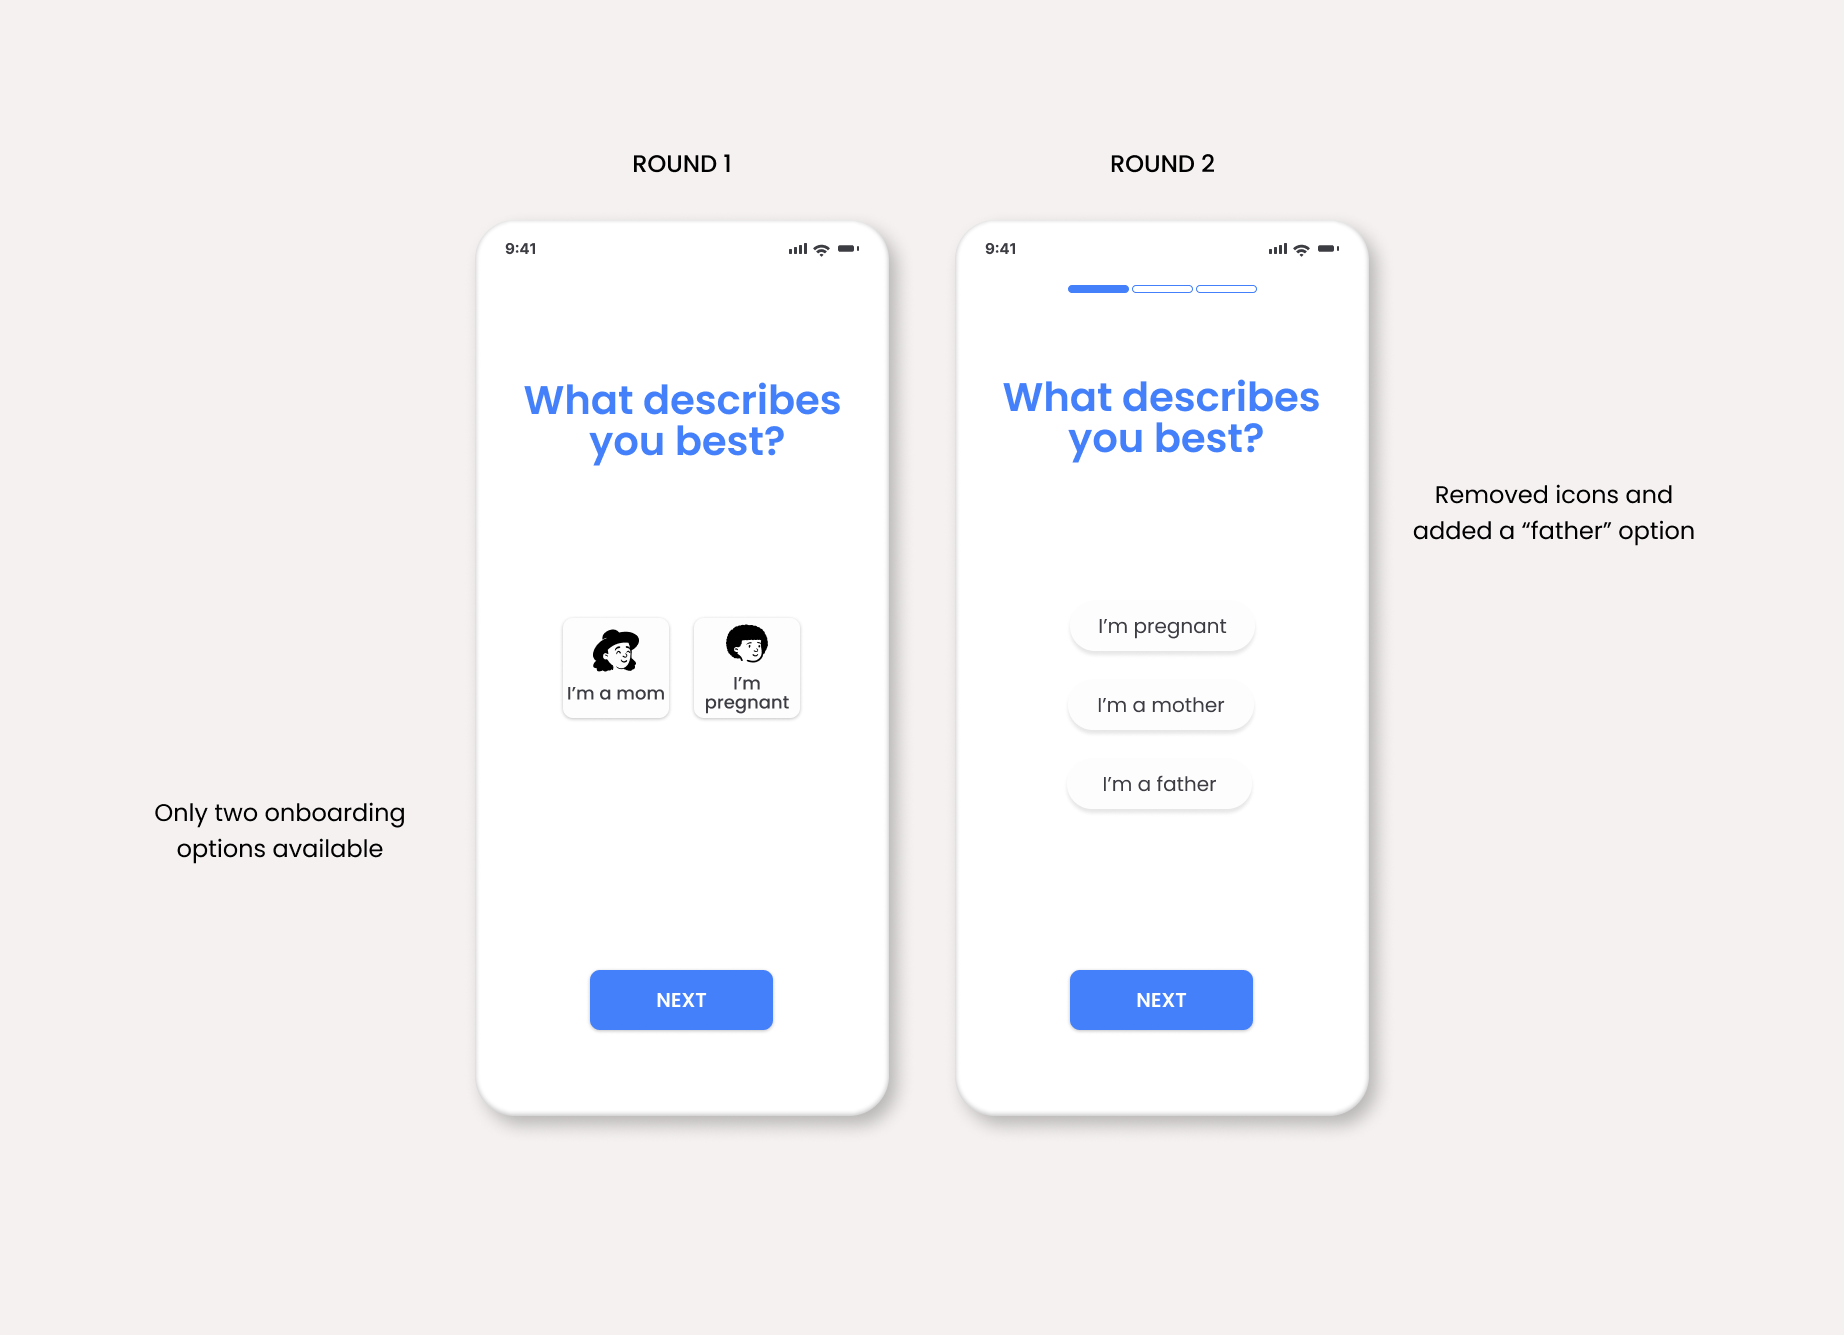 ROUND 1
9:41
What describes
you best?
I’m a mom
I’m
pregnant
NEXT
Only two onboarding
options available
ROUND 2
9:41
What describes
you best?
I’m pregnant
I’m a mother
I’m a father
NEXT
Removed icons and
added a “father” option